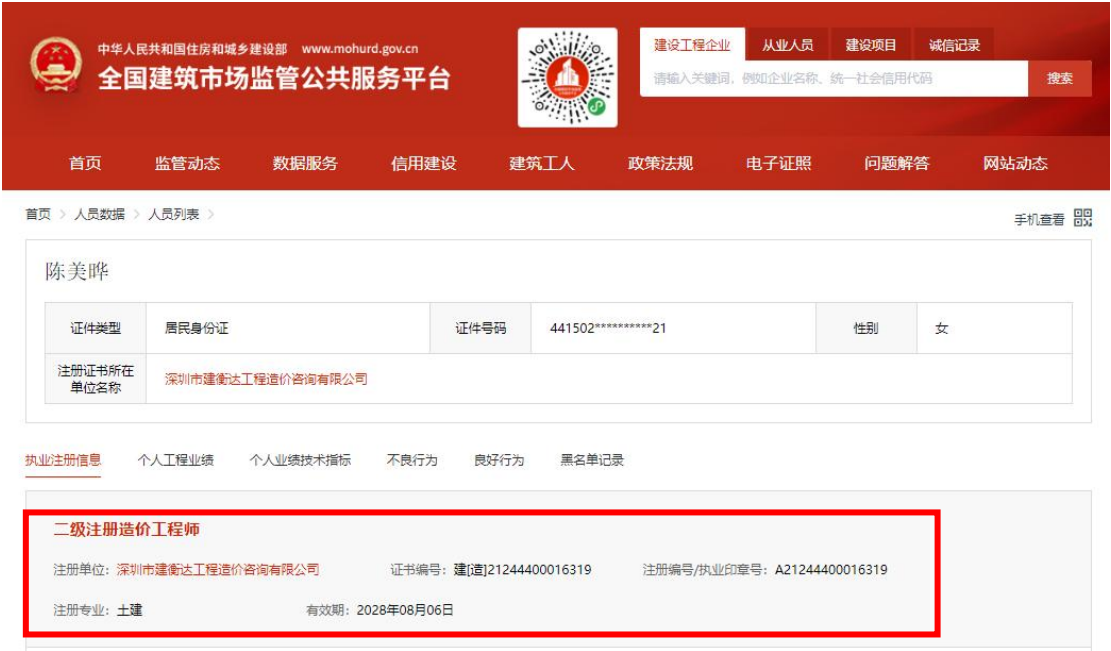 中华人民共和国住房和城乡建设部 www.mohurd.gov.cn
全国建筑市场监管公共服务平台
建设工程企业 从业人员 建设项目 诚信记录
请输入关键词，例如企业名称、统一社会信用代码 搜索
首页 监管动态 数据服务 信用建设 建筑工人 政策法规 电子证照 问题解答 网站动态
首页 > 人员数据 > 人员列表 >
手机查看
陈美晔
证件类型 居民身份证 证件号码 441502**********21 性别 女
注册证书所在
单位名称 深圳市建衡达工程造价咨询有限公司
执业注册信息 个人工程业绩 个人业绩技术指标 不良行为 良好行为 黑名单记录
二级注册造价工程师
注册单位：深圳市建衡达工程造价咨询有限公司 证书编号：建[造]21244400016319 注册编号/执业印章号：A21244400016319
注册专业：土建 有效期：2028年08月06日